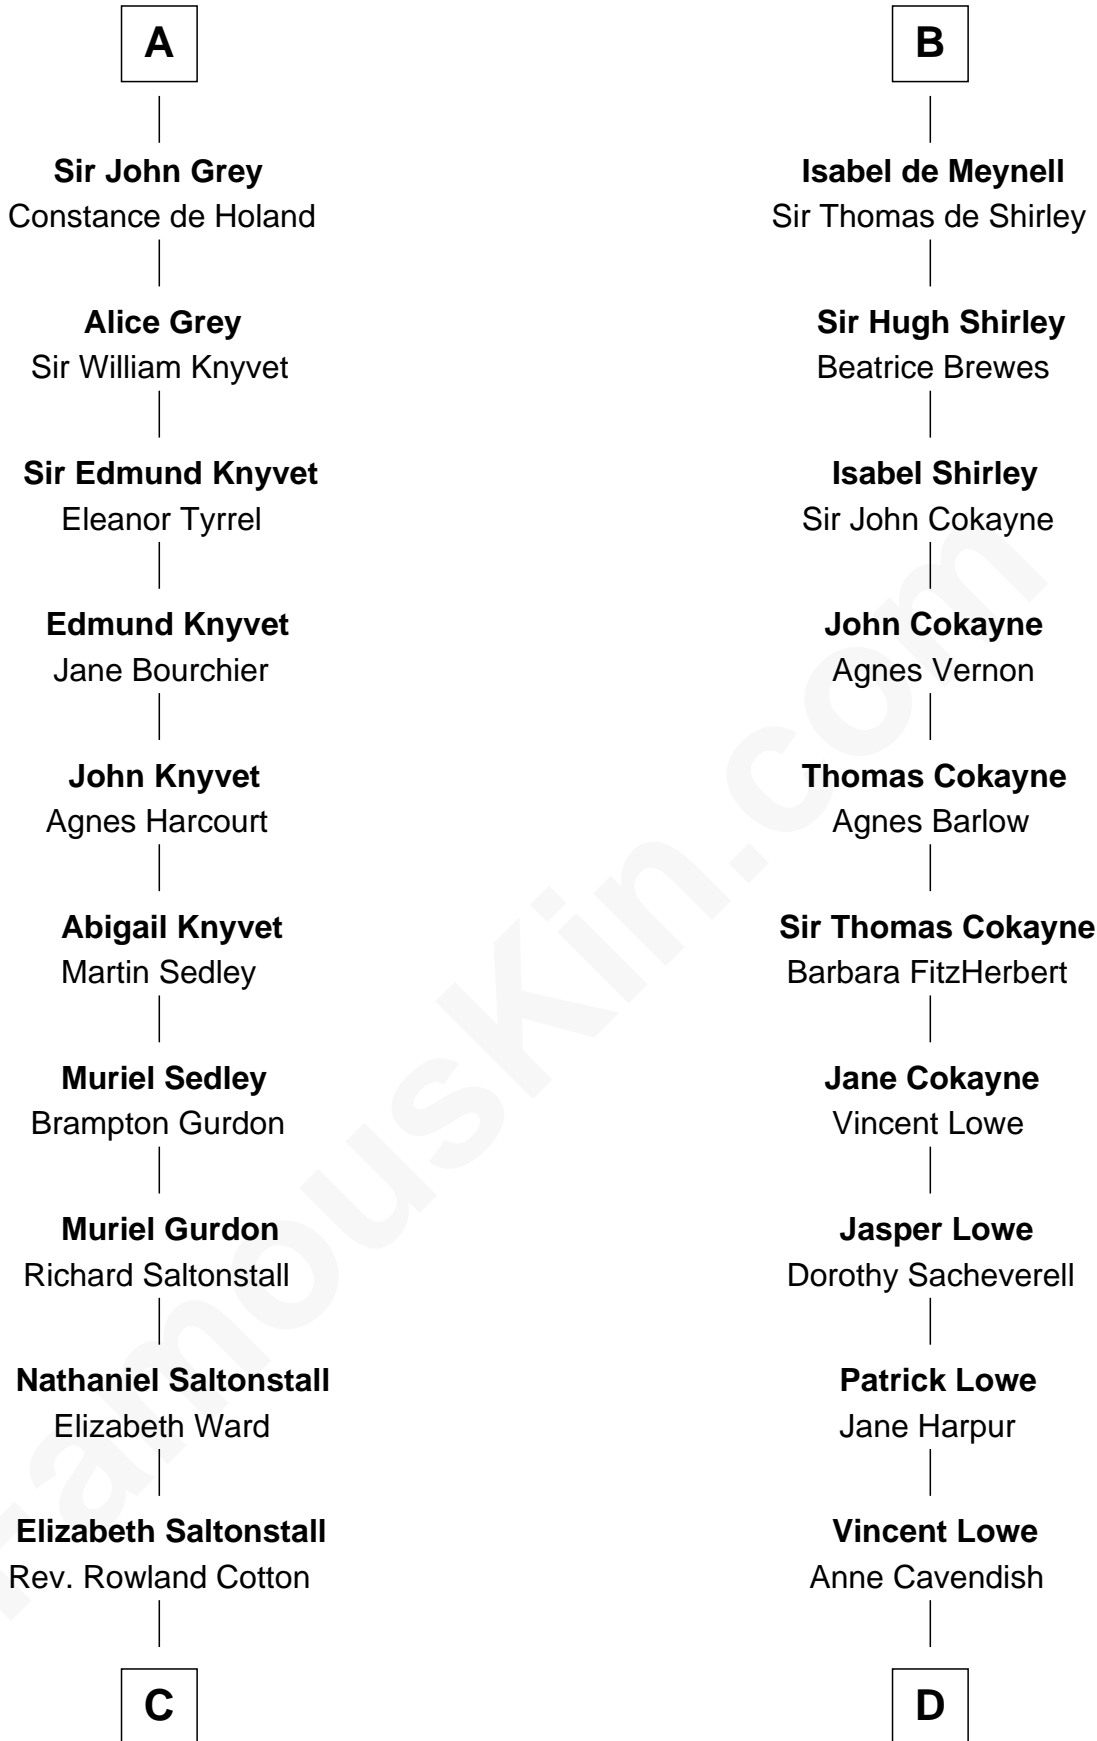 A
Sir John Grey
Constance de Holand
Alice Grey
Sir William Knyvet
Sir Edmund Knyvet
Eleanor Tyrrel
Edmund Knyvet
Jane Bourchier
John Knyvet
Agnes Harcourt
Abigail Knyvet
Martin Sedley
Muriel Sedley
Brampton Gurdon
Muriel Gurdon
Richard Saltonstall
Nathaniel Saltonstall
Elizabeth Ward
Elizabeth Saltonstall
Rev. Rowland Cotton
C
B
Isabel de Meynell
Sir Thomas de Shirley
Sir Hugh Shirley
Beatrice Brewes
Isabel Shirley
Sir John Cokayne
John Cokayne
Agnes Vernon
Thomas Cokayne
Agnes Barlow
Sir Thomas Cokayne
Barbara FitzHerbert
Jane Cokayne
Vincent Lowe
Jasper Lowe
Dorothy Sacheverell
Patrick Lowe
Jane Harpur
Vincent Lowe
Anne Cavendish
D
FamousKin.com